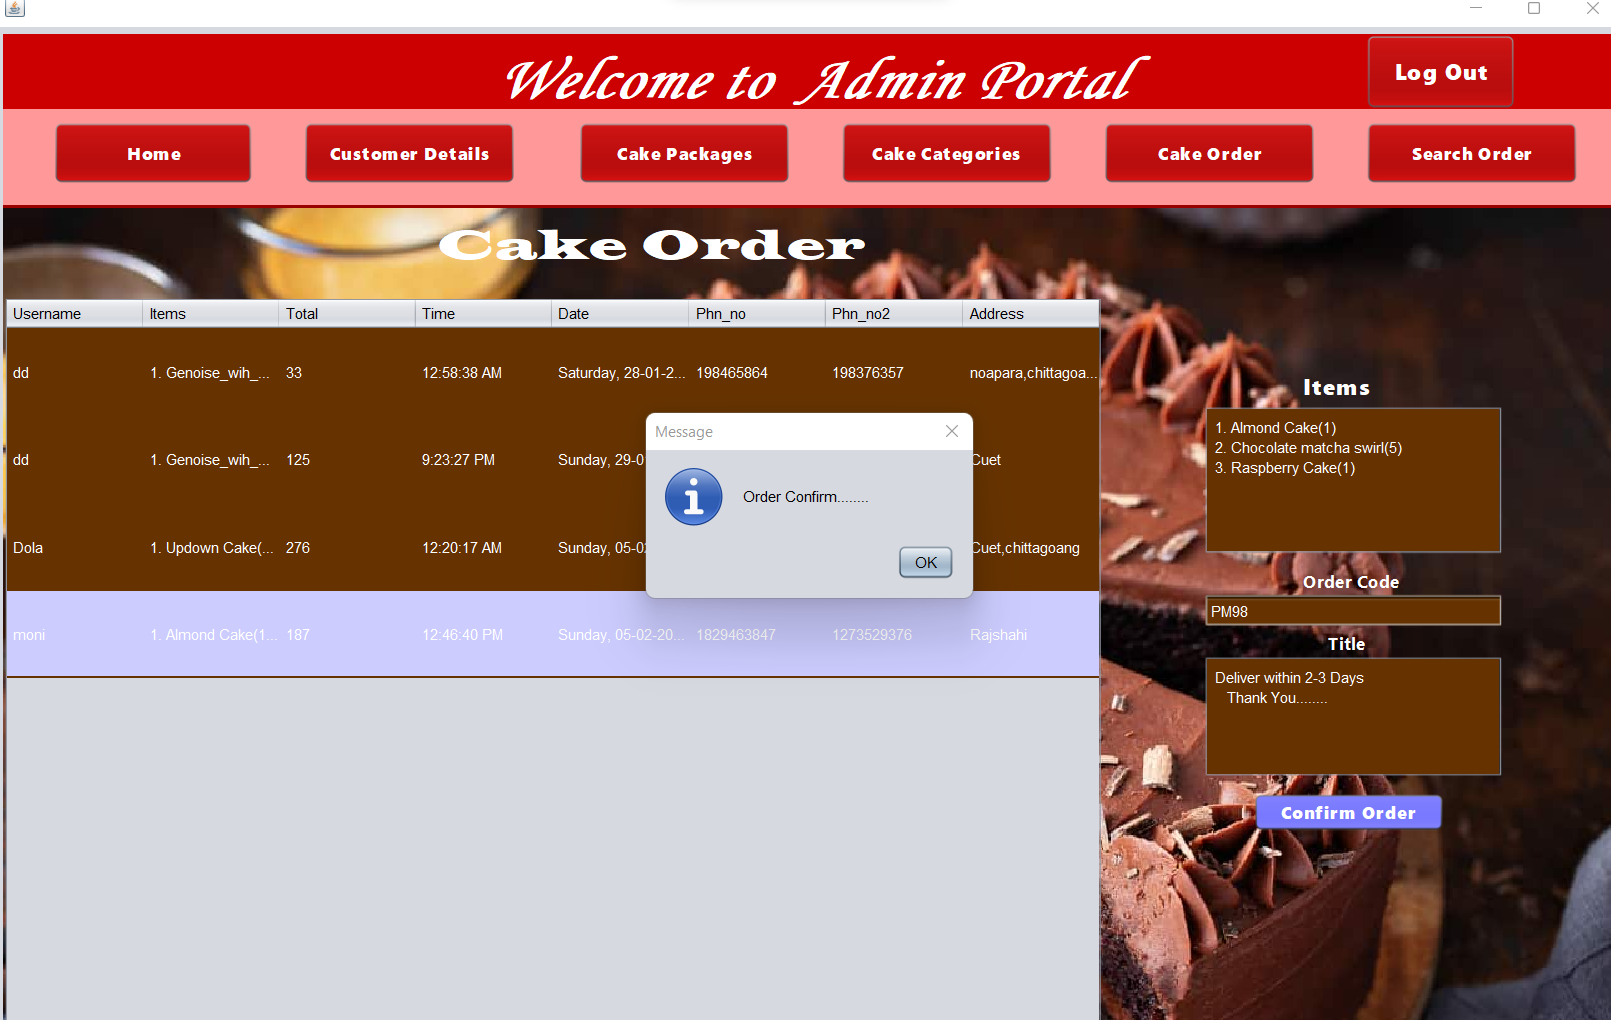 Welcome to Admin Portal
Log Out
Home
Customer Details
Cake Packages
Cake Categories
Cake Order
Search Order
Cake Order
Username Items Total Time Date Phn_no Phn_no2 Address
dd 1. Genoise_wih_... 33 12:58:38 AM Saturday, 28-01-2... 198465864 198376357 noapara,chittagoa...
dd 1. Genoise_wih_... 125 9:23:27 PM Sunday, 29-0 Cuet
Dola 1. Updown Cake(... 276 12:20:17 AM Sunday, 05-0 Cuet,chittagoang
moni 1. Almond Cake(1... 187 12:46:40 PM Sunday, 05-02-20... 1829463847 1273529376 Rajshahi
Message
Order Confirm........
OK
Items
1. Almond Cake(1)
2. Chocolate matcha swirl(5)
3. Raspberry Cake(1)
Order Code
PM98
Title
Deliver within 2-3 Days
Thank You........
Confirm Order